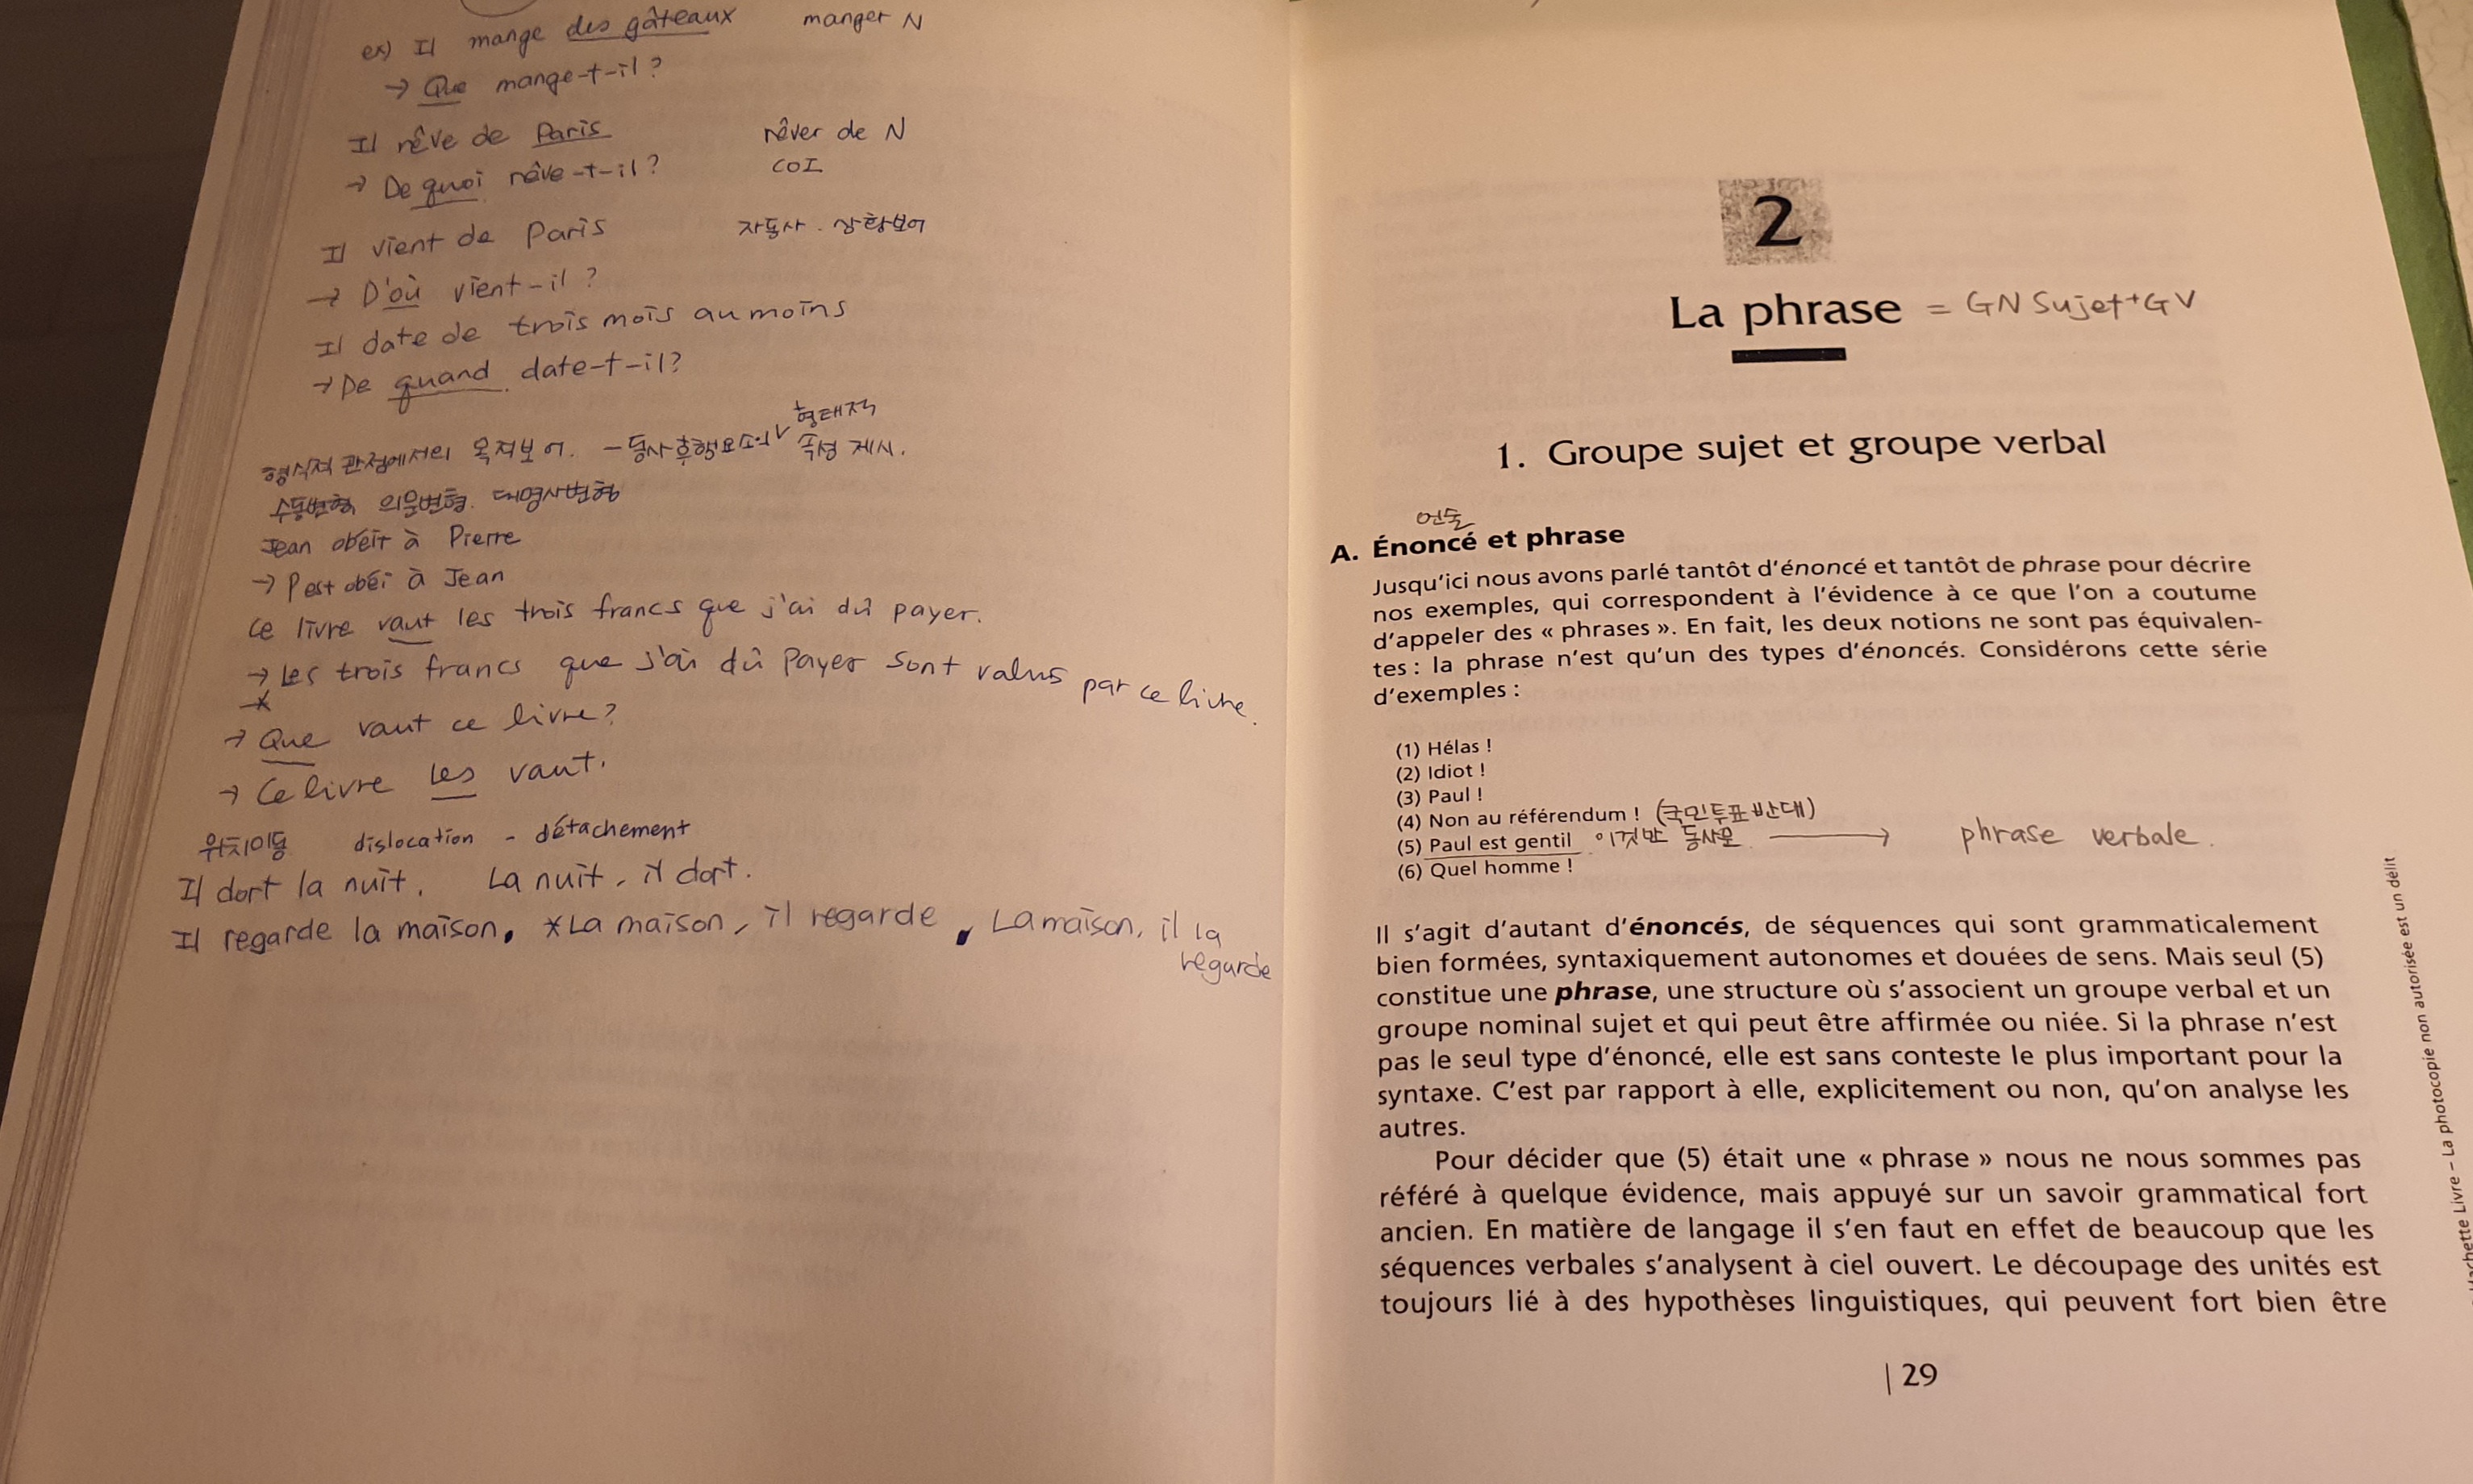 ex) Il mange des gâteaux manger N
→ Que mange-t-il?
Il rêve de Paris rêver de N
→ De quoi rêve-t-il? COI
Il vient de Paris 자동사. 상황보어
→ D'où vient-il?
Il date de trois mois au moins
→ De quand date-t-il?
형태적
형식적 관점에서의 목적보어. - 동사 후행요소의 ∨ 속성 제시.
수동변형 의문변형. 대명사변형
Jean obéit à Pierre
→ P est obéi à Jean
Ce livre vaut les trois francs que j'ai dû payer.
→ Les trois francs que j'ai dû payer sont valus par ce livre.
*
→ Que vaut ce livre?
→ Ce livre les vaut.
위치이동 dislocation - détachement
Il dort la nuit. La nuit, il dort.
Il regarde la maison. *La maison, il regarde, La maison, il la
regarde
2
La phrase = GN Sujet + GV
1. Groupe sujet et groupe verbal
언술
A. Énoncé et phrase
Jusqu'ici nous avons parlé tantôt d'énoncé et tantôt de phrase pour décrire
nos exemples, qui correspondent à l'évidence à ce que l'on a coutume
d'appeler des « phrases ». En fait, les deux notions ne sont pas équivalen-
tes : la phrase n'est qu'un des types d'énoncés. Considérons cette série
d'exemples :
(1) Hélas !
(2) Idiot !
(3) Paul !
(4) Non au référendum ! (국민투표 반대)
(5) Paul est gentil 이것만 동사문. → phrase verbale.
(6) Quel homme !
Il s'agit d'autant d'énoncés, de séquences qui sont grammaticalement
bien formées, syntaxiquement autonomes et douées de sens. Mais seul (5)
constitue une phrase, une structure où s'associent un groupe verbal et un
groupe nominal sujet et qui peut être affirmée ou niée. Si la phrase n'est
pas le seul type d'énoncé, elle est sans conteste le plus important pour la
syntaxe. C'est par rapport à elle, explicitement ou non, qu'on analyse les
autres.
Pour décider que (5) était une « phrase » nous ne nous sommes pas
référé à quelque évidence, mais appuyé sur un savoir grammatical fort
ancien. En matière de langage il s'en faut en effet de beaucoup que les
séquences verbales s'analysent à ciel ouvert. Le découpage des unités est
toujours lié à des hypothèses linguistiques, qui peuvent fort bien être
| 29
Hachette Livre – La photocopie non autorisée est un délit